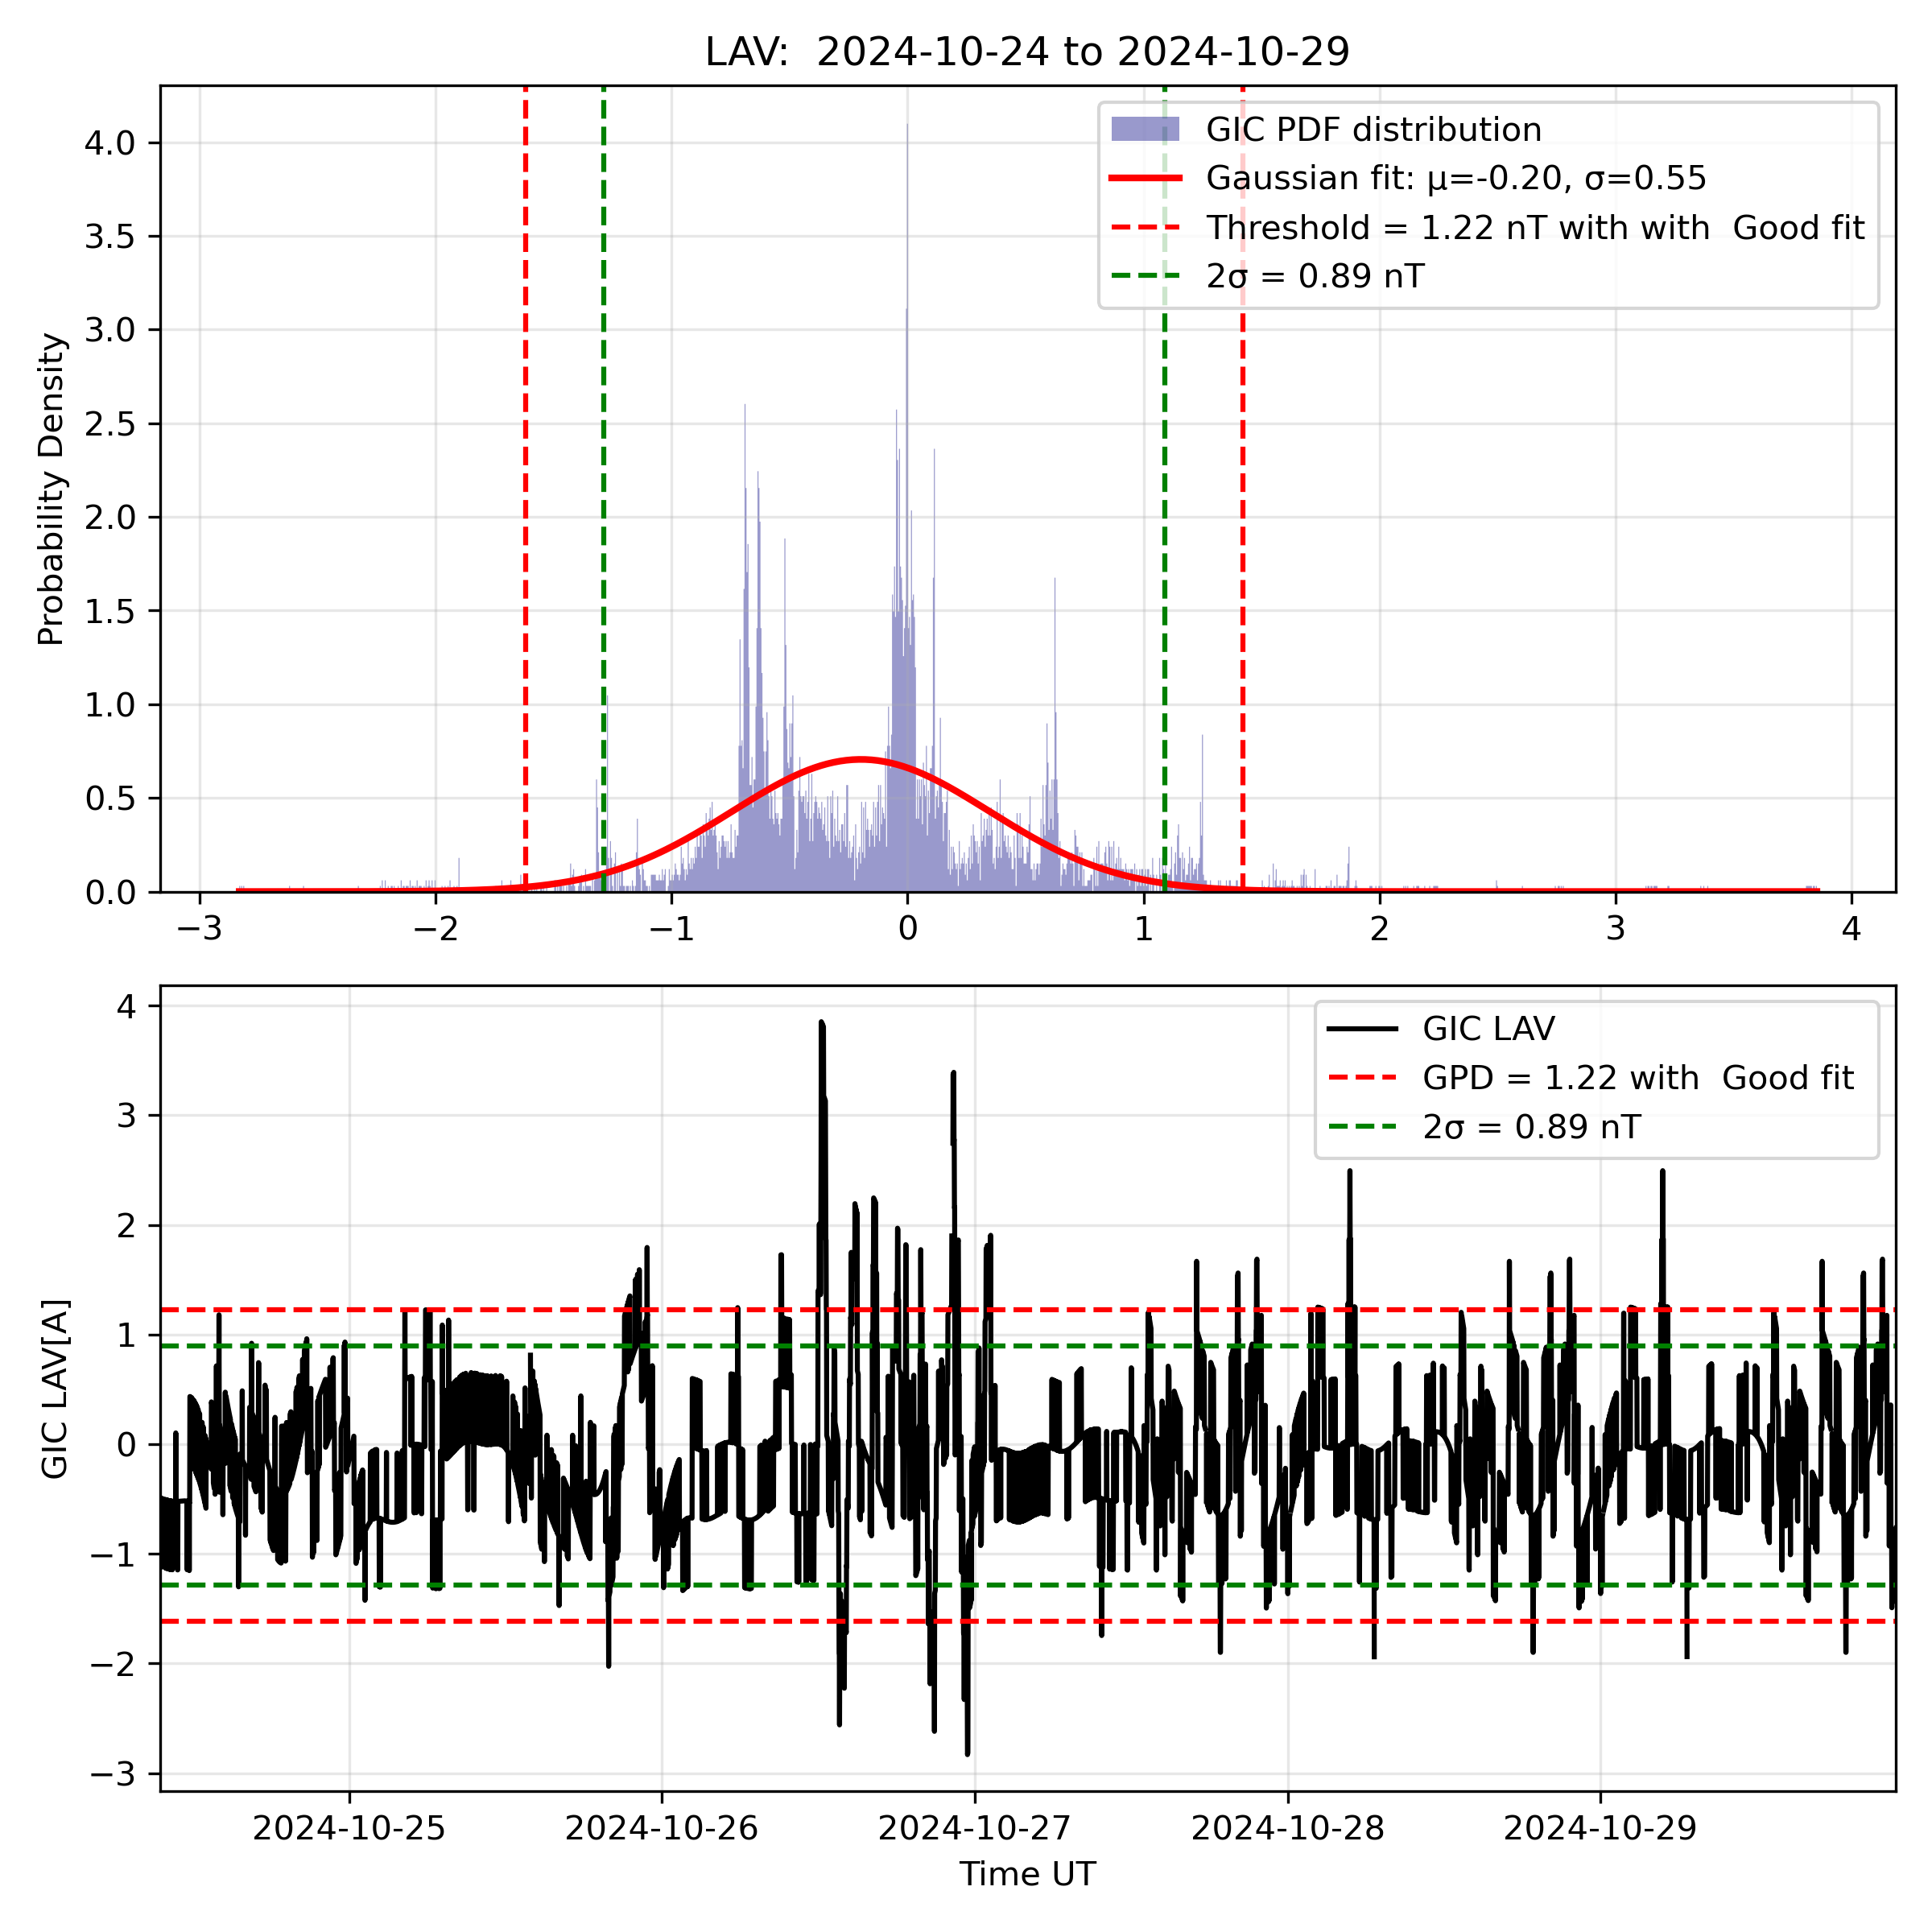 LAV:  2024-10-24 to 2024-10-29
GIC PDF distribution
Gaussian fit: μ=-0.20, σ=0.55
Threshold = 1.22 nT with with  Good fit
2σ = 0.89 nT
Probability Density
4.0
3.5
3.0
2.5
2.0
1.5
1.0
0.5
0.0
−3 −2 −1 0 1 2 3 4
GIC LAV
GPD = 1.22 with  Good fit
2σ = 0.89 nT
GIC LAV[A]
4
3
2
1
0
−1
−2
−3
2024-10-25 2024-10-26 2024-10-27 2024-10-28 2024-10-29
Time UT